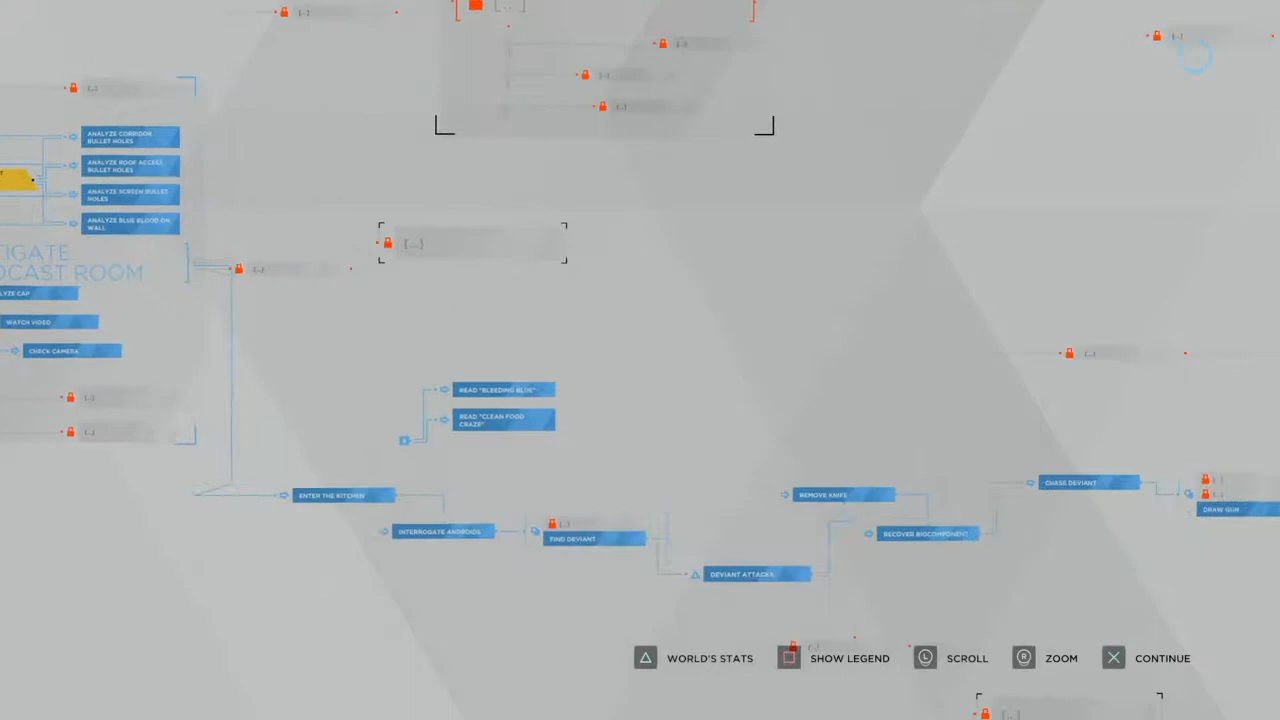 [...]
[...]
[...]
[...]
[...]
[...]
[...]
ANALYZE CORRIDOR
BULLET HOLES
ANALYZE ROOF ACCESS
BULLET HOLES
T
ANALYZE SCREEN BULLET
HOLES
ANALYZE BLUE BLOOD ON
WALL
TIGATE
DCAST ROOM
[...]
[...]
LYZE CAP
WATCH VIDEO
CHECK CAMERA
[...]
READ "BLEEDING BLUE"
[...]
READ "CLEAN FOOD
CRAZE"
[...]
CHASE DEVIANT
ENTER THE KITCHEN
REMOVE KNIFE
DRAW GUN
INTERROGATE ANDROIDS
[...]
FIND DEVIANT
RECOVER BIOCOMPONENT
DEVIANT ATTACKS
WORLD'S STATS
SHOW LEGEND
L
SCROLL
R
ZOOM
CONTINUE
[...]